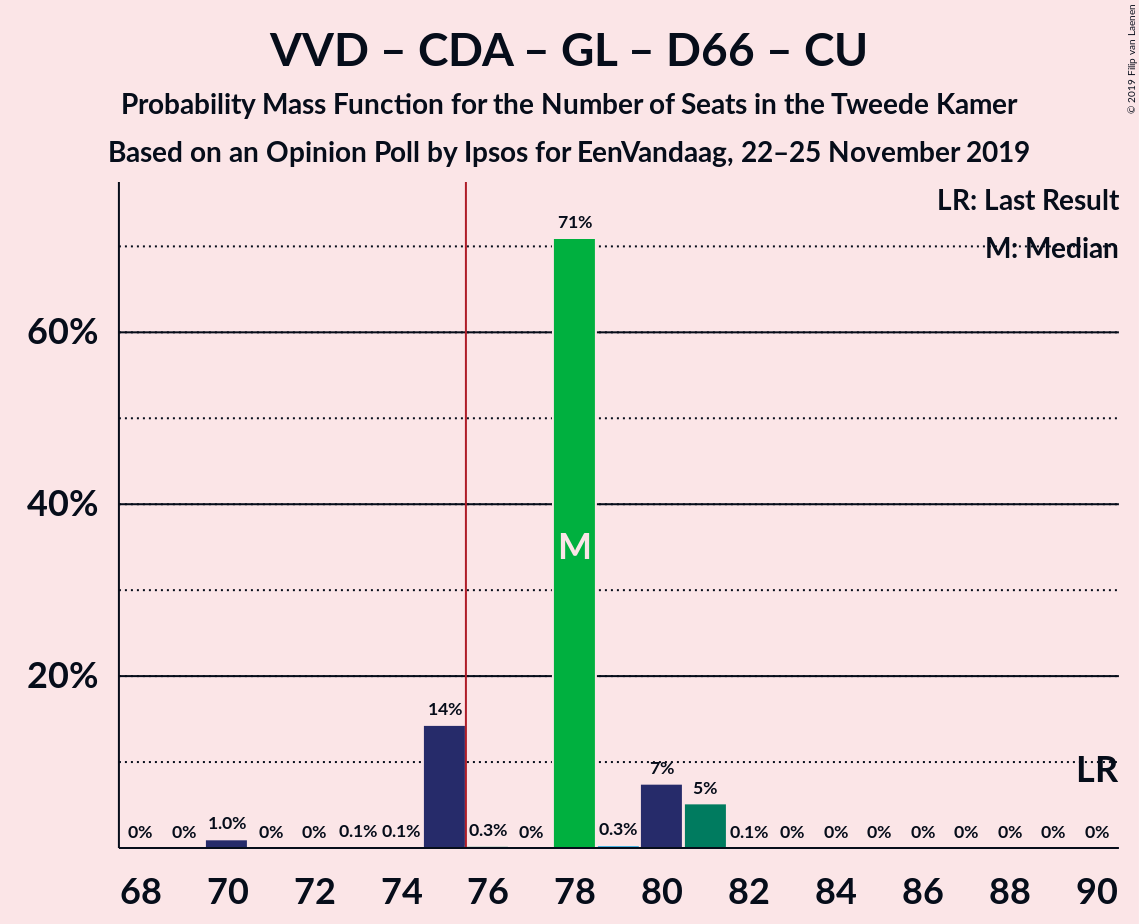 VVD – CDA – GL – D66 – CU
Probability Mass Function for the Number of Seats in the Tweede Kamer
Based on an Opinion Poll by Ipsos for EenVandaag, 22–25 November 2019
© 2019 Filip van Laenen
LR: Last Result
M: Median
60%
40%
20%
0% 0% 1.0% 0% 0% 0.1% 0.1% 14% 0.3% 0% 71% 0.3% 7% 5% 0.1% 0% 0% 0% 0% 0% 0% 0% 0%
M
LR
68 70 72 74 76 78 80 82 84 86 88 90